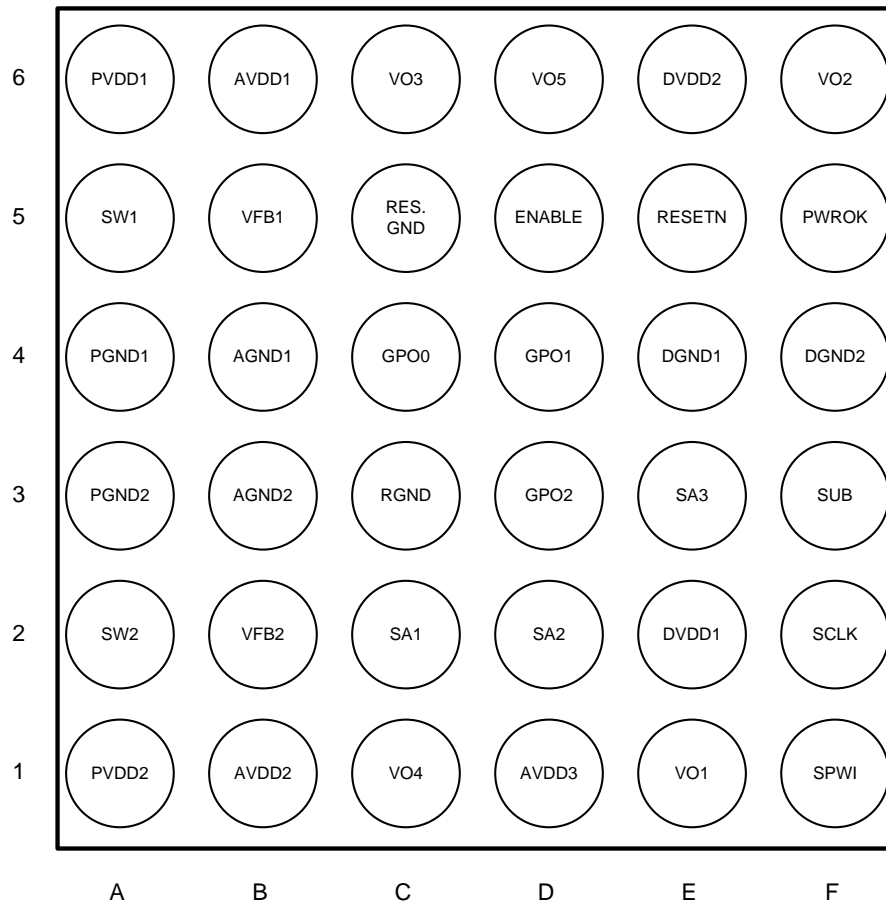 6 PVDD1 AVDD1 VO3 VO5 DVDD2 VO2
5 SW1 VFB1 RES. GND ENABLE RESETN PWROK
4 PGND1 AGND1 GPO0 GPO1 DGND1 DGND2
3 PGND2 AGND2 RGND GPO2 SA3 SUB
2 SW2 VFB2 SA1 SA2 DVDD1 SCLK
1 PVDD2 AVDD2 VO4 AVDD3 VO1 SPWI
A B C D E F